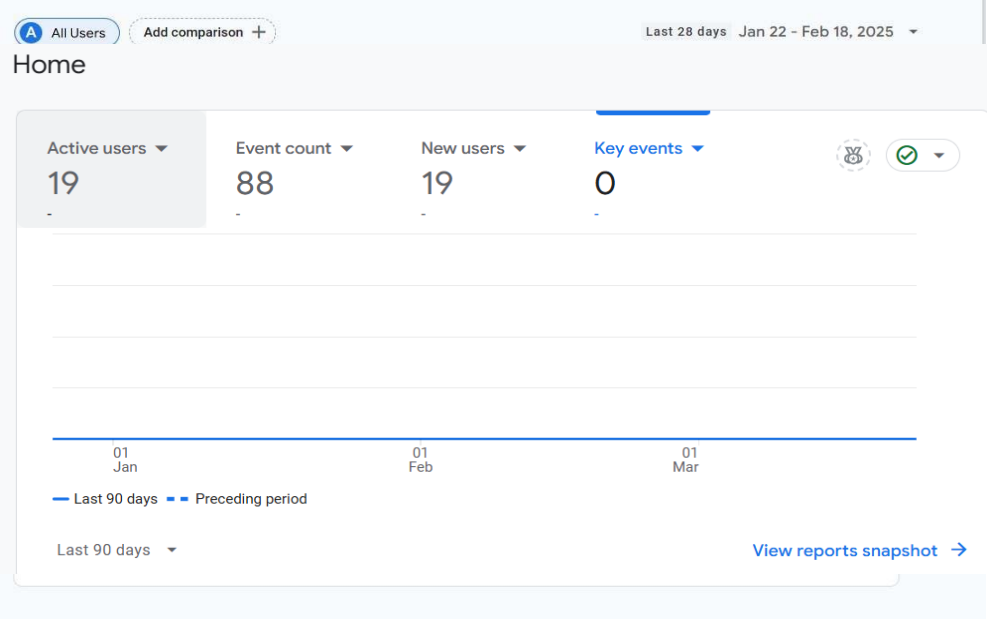 A All Users Add comparison + Last 28 days Jan 22 - Feb 18, 2025
Home
Active users Event count New users Key events
19 88 19 0
- - - -
01 01 01
Jan Feb Mar
Last 90 days Preceding period
Last 90 days View reports snapshot